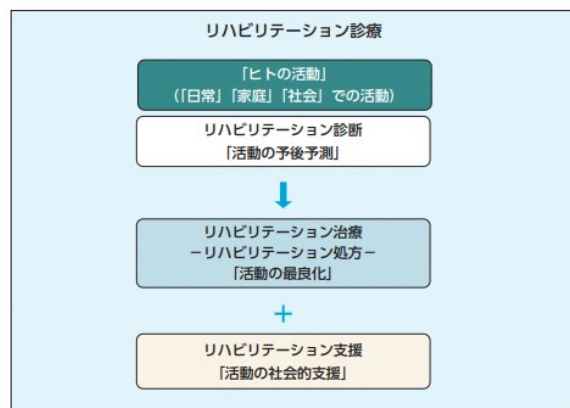 リハビリテーション診療
「ヒトの活動」
(「日常」「家庭」「社会」での活動)
リハビリテーション診断
「活動の予後予測」
リハビリテーション治療
－リハビリテーション処方－
「活動の最良化」
+
リハビリテーション支援
「活動の社会的支援」